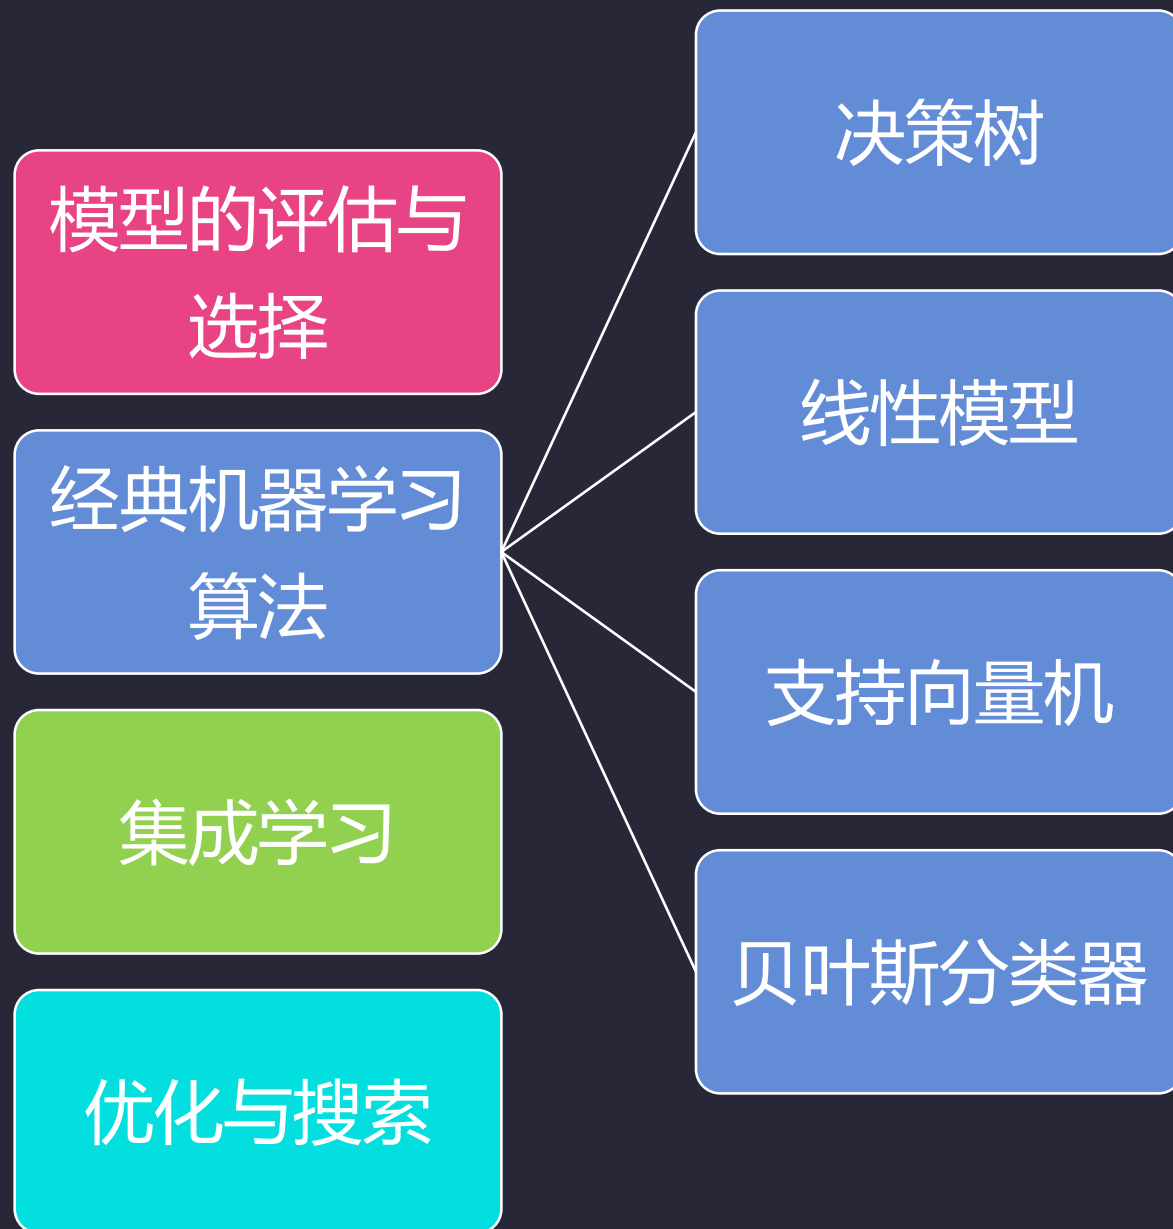 模型的评估与
选择
经典机器学习
算法
集成学习
优化与搜索
决策树
线性模型
支持向量机
贝叶斯分类器